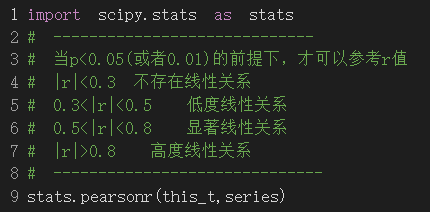 1 import  scipy.stats  as  stats
2 #  ----------------------------
3 #  当p<0.05(或者0.01)的前提下，才可以参考r值
4 #  |r|<0.3  不存在线性关系
5 #  0.3<|r|<0.5    低度线性关系
6 #  0.5<|r|<0.8    显著线性关系
7 #  |r|>0.8    高度线性关系
8 #  -----------------------------
9 stats.pearsonr(this_t,series)